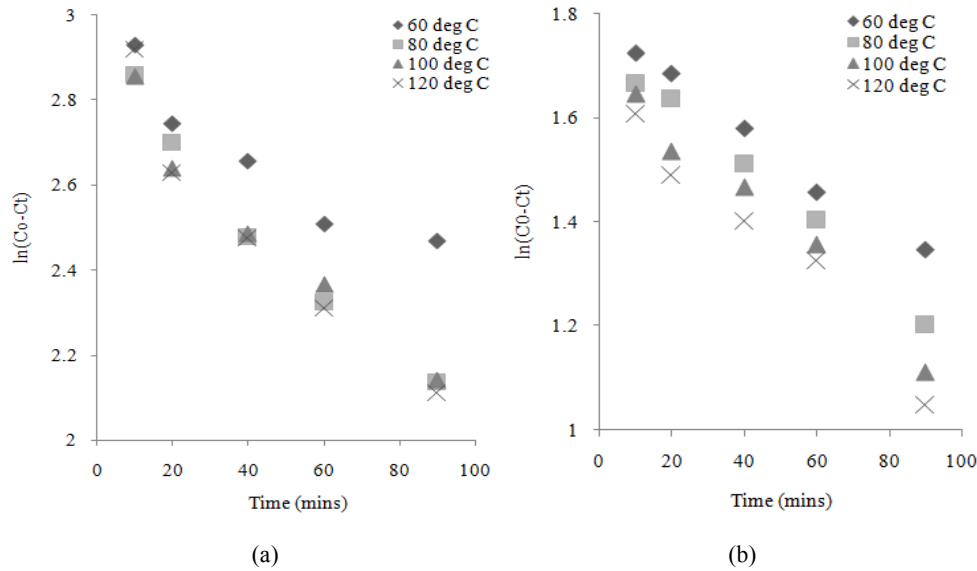 3
2.8
2.6
2.4
2.2
2
0
20
40
60
80
100
ln(Co-Ct)
Time (mins)
60 deg C
80 deg C
100 deg C
120 deg C
(a)
1.8
1.6
1.4
1.2
1
0
20
40
60
80
100
ln(C0-Ct)
Time (mins)
60 deg C
80 deg C
100 deg C
120 deg C
(b)